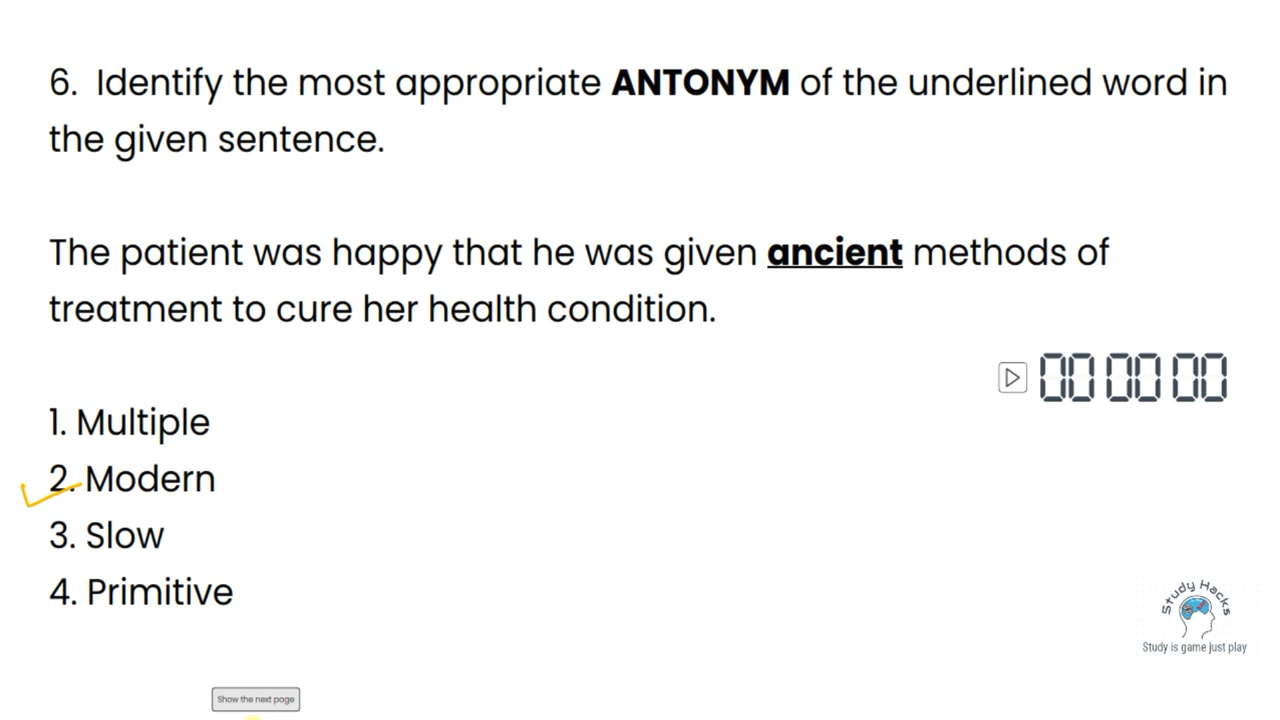 6. Identify the most appropriate ANTONYM of the underlined word in
the given sentence.
The patient was happy that he was given ancient methods of
treatment to cure her health condition.
00 00 00
1. Multiple
2. Modern
3. Slow
4. Primitive
Study Hacks
Study is game just play
Show the next page